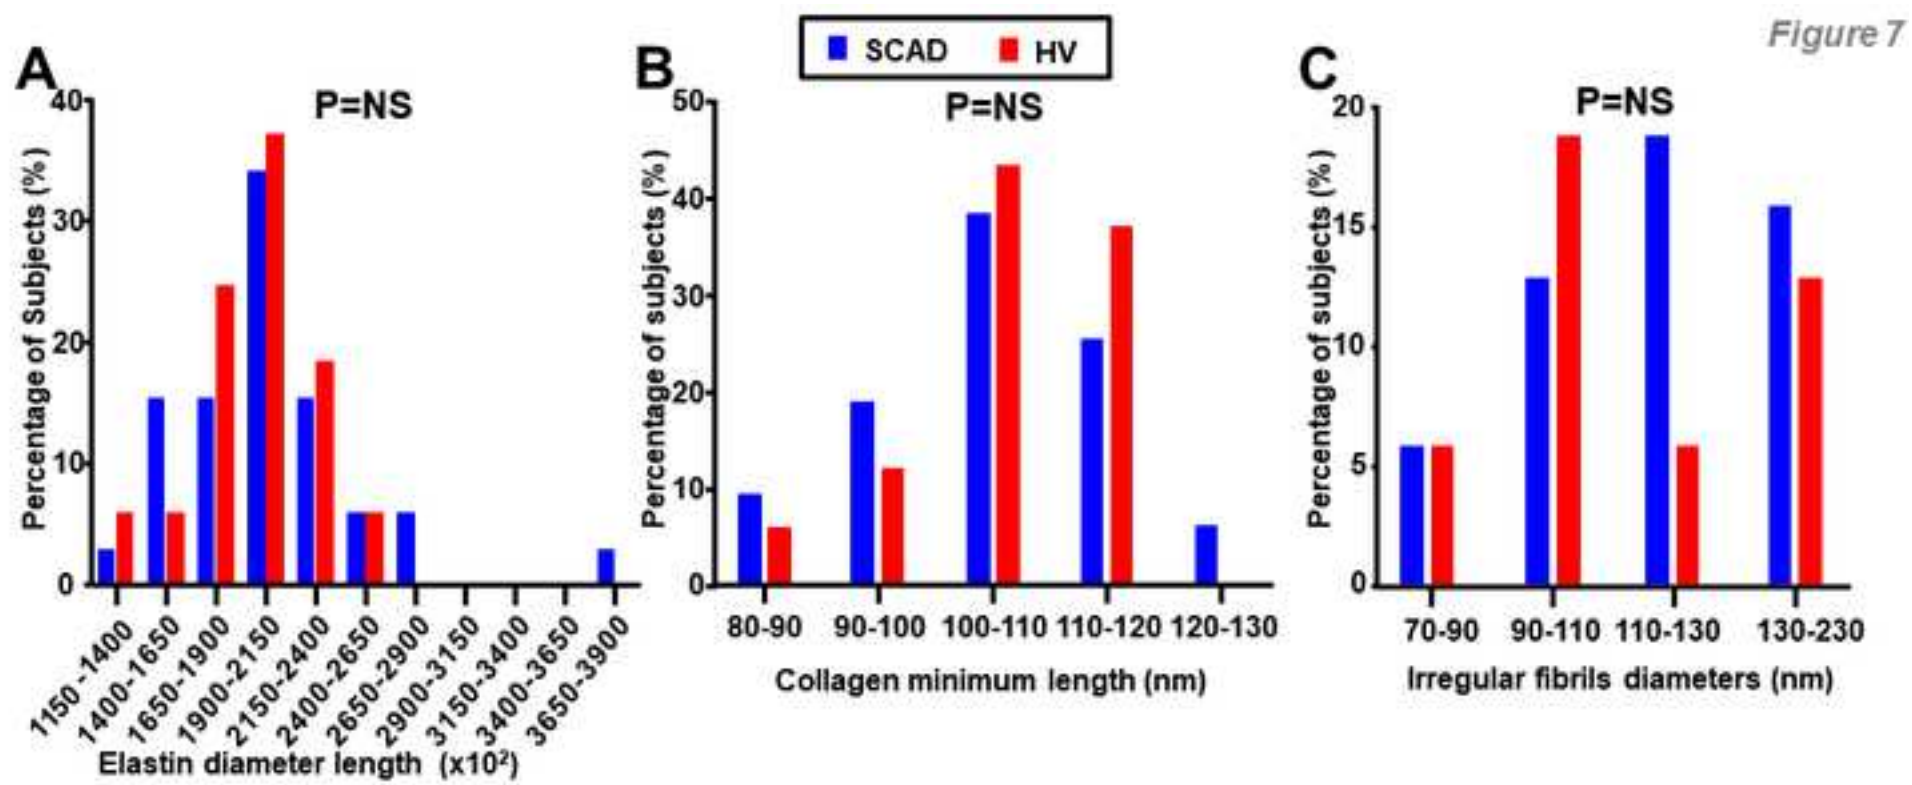 Figure 7
SCAD
HV
A
P=NS
Percentage of Subjects (%)
40
30
20
10
0
1150 -1400
1400-1650
1650-1900
1900-2150
2150-2400
2400-2650
2650-2900
2900-3150
3150-3400
3400-3650
3650-3900
Elastin diameter length (x10²)
B
P=NS
Percentage of subjects (%)
50
40
30
20
10
0
80-90
90-100
100-110
110-120
120-130
Collagen minimum length (nm)
C
P=NS
Percentage of subjects (%)
20
15
10
5
0
70-90
90-110
110-130
130-230
Irregular fibrils diameters (nm)